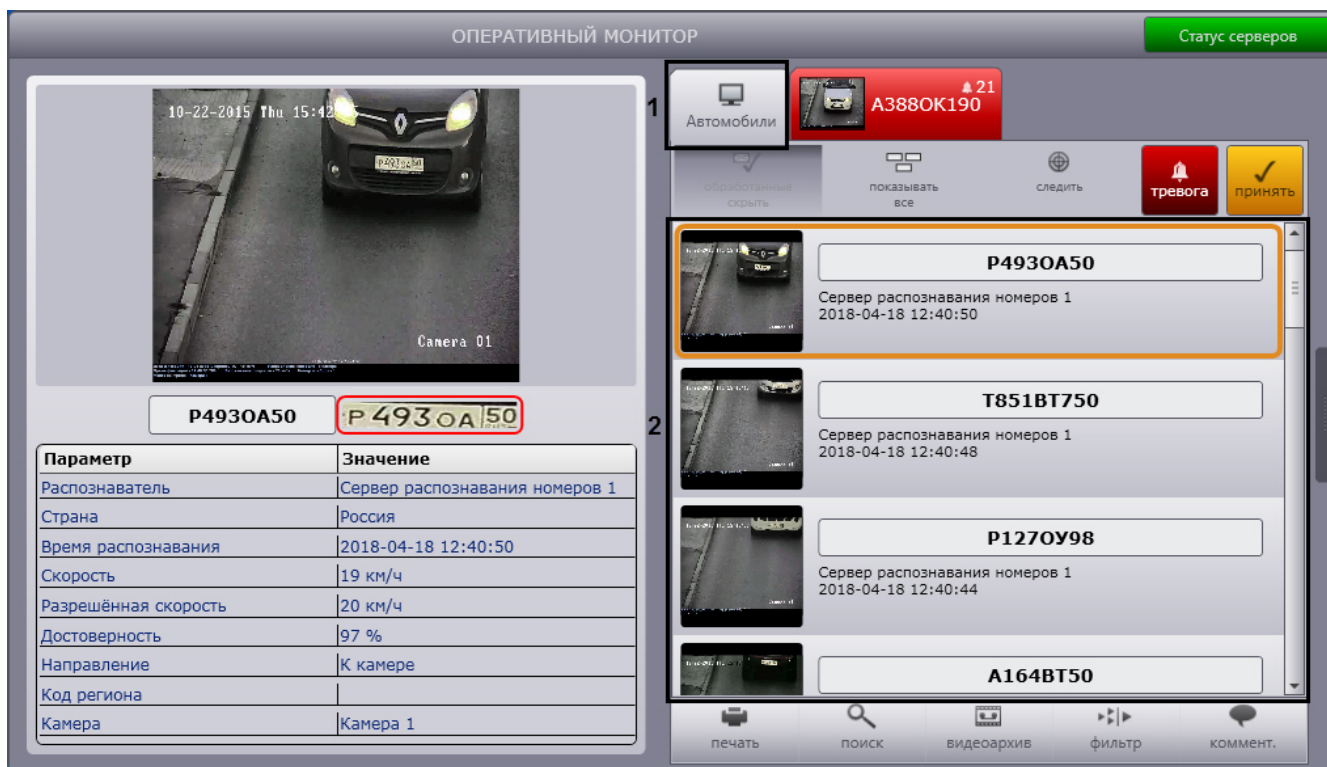 ОПЕРАТИВНЫЙ МОНИТОР
Статус серверов
10-22-2015 Thu 15:42
Camera 01
P493OA50
P493OA50
P 493 OA 50
Параметр Значение
Распознаватель Сервер распознавания номеров 1
Страна Россия
Время распознавания 2018-04-18 12:40:50
Скорость 19 км/ч
Разрешённая скорость 20 км/ч
Достоверность 97 %
Направление К камере
Код региона
Камера Камера 1
1
Автомобили
21
А388ОК190
обработанные
скрыть
показывать
все
следить
тревога
принять
2
Р493ОА50
Сервер распознавания номеров 1
2018-04-18 12:40:50
Т851ВТ750
Сервер распознавания номеров 1
2018-04-18 12:40:48
Р127ОУ98
Сервер распознавания номеров 1
2018-04-18 12:40:44
А164ВТ50
печать
поиск
видеоархив
фильтр
коммент.